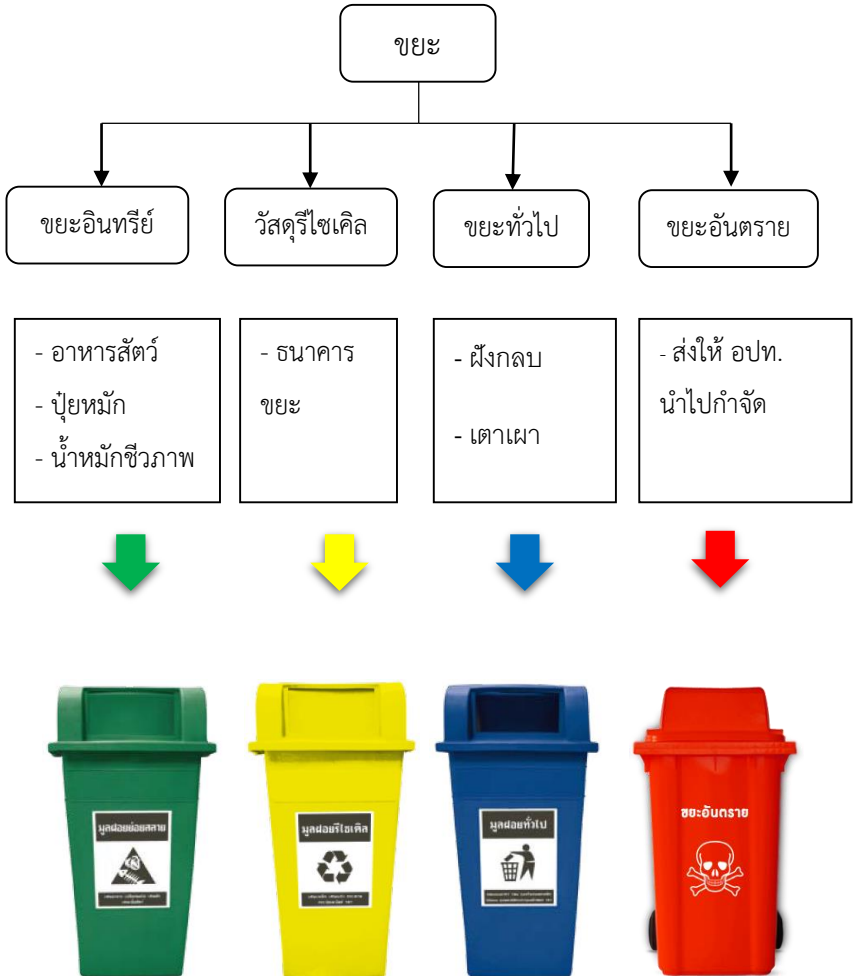 ขยะ
ขยะอินทรีย์
วัสดุรีไซเคิล
ขยะทั่วไป
ขยะอันตราย
- อาหารสัตว์
- ปุ๋ยหมัก
- น้ำหมักชีวภาพ
- ธนาคาร
ขยะ
- ฝังกลบ
- เตาเผา
- ส่งให้ อปท.
นำไปกำจัด
มูลฝอยย่อยสลาย
มูลฝอยรีไซเคิล
มูลฝอยทั่วไป
ขยะอันตราย